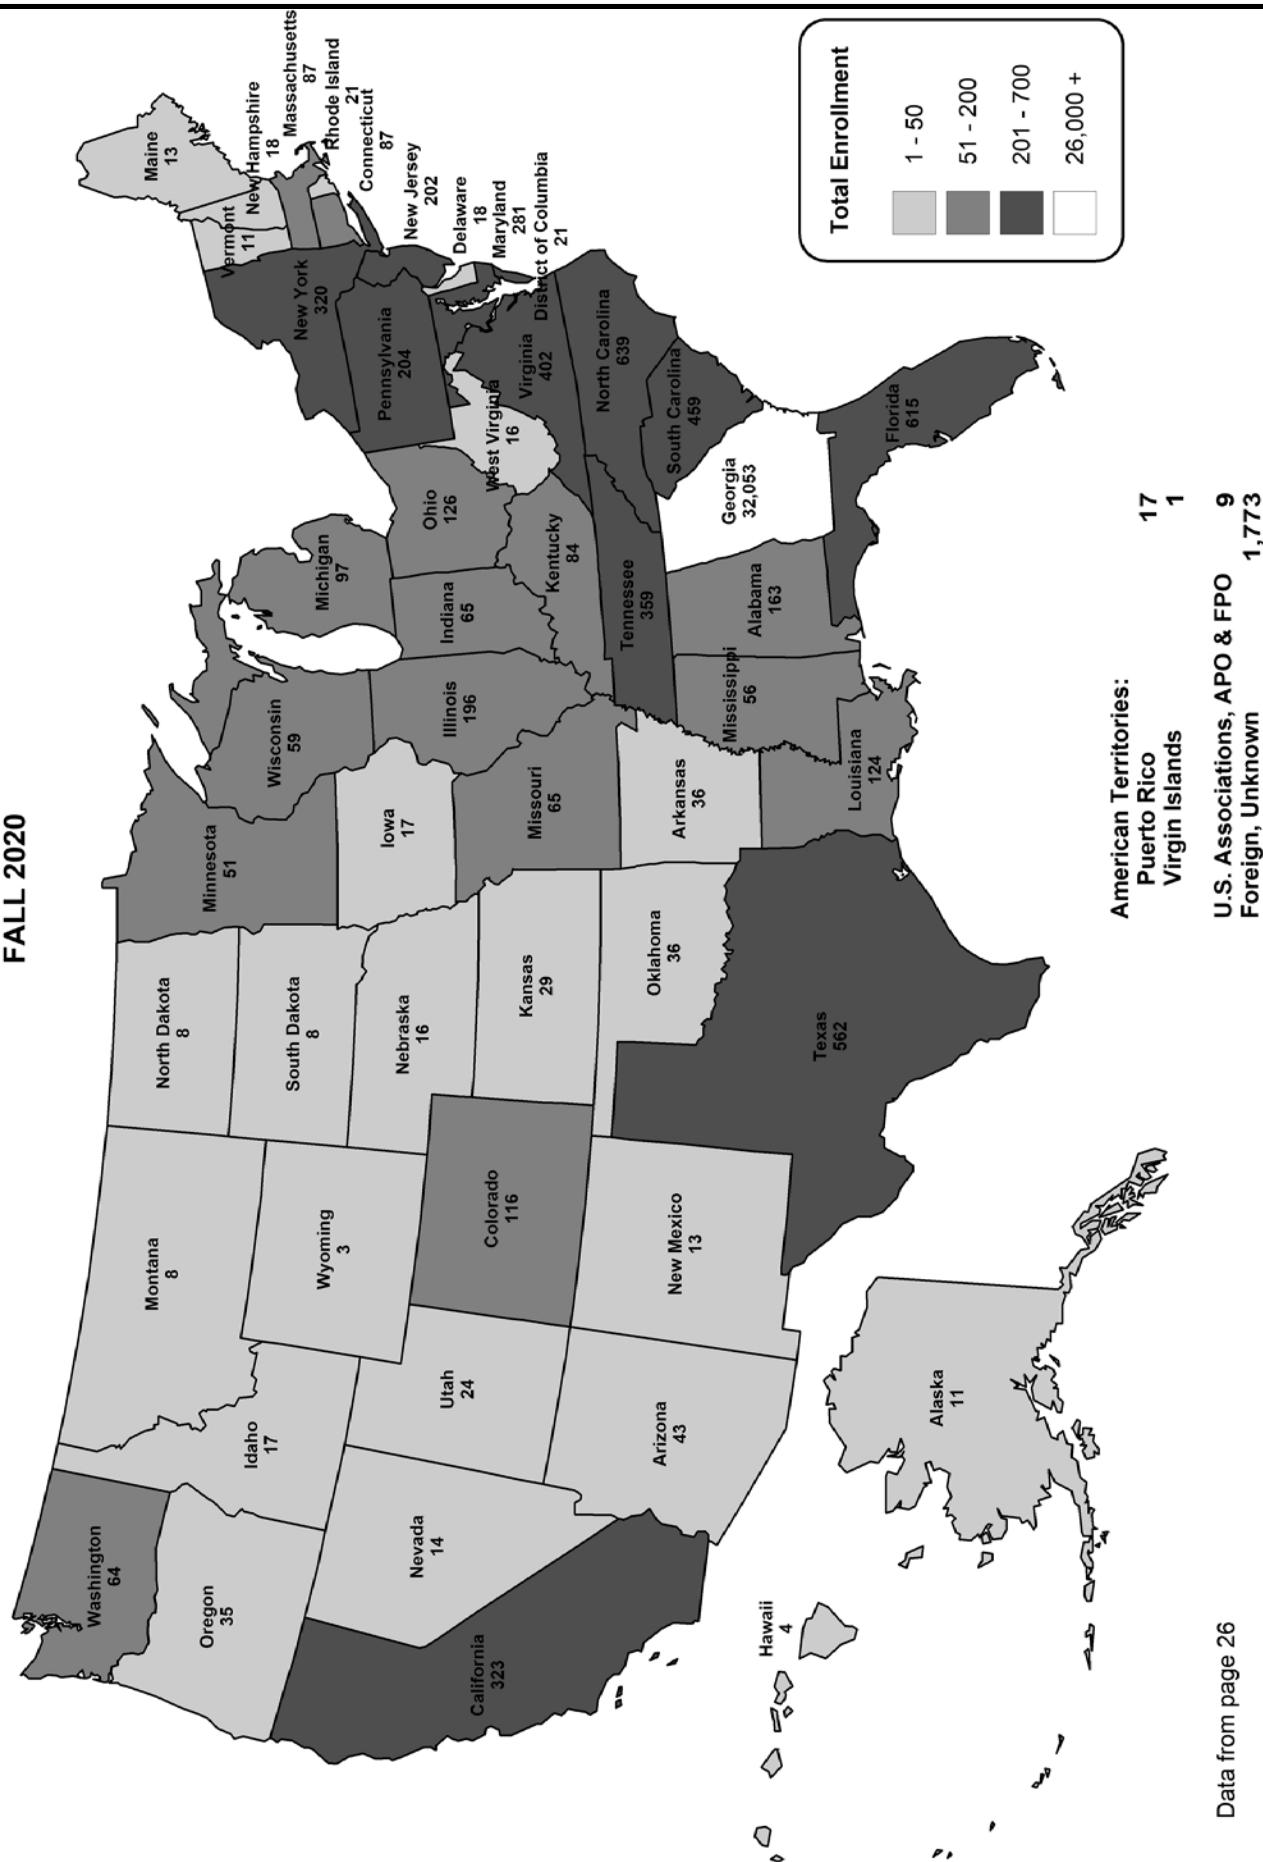 FALL 2020
Washington
64
Oregon
35
California
323
Idaho
17
Nevada
14
Montana
8
Wyoming
3
Utah
24
Arizona
43
Colorado
116
New Mexico
13
North Dakota
8
South Dakota
8
Nebraska
16
Kansas
29
Oklahoma
36
Texas
562
Minnesota
51
Iowa
17
Missouri
65
Arkansas
36
Louisiana
124
Wisconsin
59
Illinois
196
Mississippi
56
Michigan
97
Indiana
65
Ohio
126
Kentucky
84
Tennessee
359
Alabama
163
Georgia
32,053
Florida
615
South Carolina
459
North Carolina
639
Virginia
402
West Virginia
16
Pennsylvania
204
New York
320
Vermont
11
Maine
13
New Hampshire
18
Massachusetts
87
Rhode Island
21
Connecticut
87
New Jersey
202
Delaware
18
Maryland
281
District of Columbia
21
Hawaii
4
Alaska
11
Total Enrollment
1 - 50
51 - 200
201 - 700
26,000 +
American Territories:
Puerto Rico 17
Virgin Islands 1
U.S. Associations, APO & FPO 9
Foreign, Unknown 1,773
Data from page 26